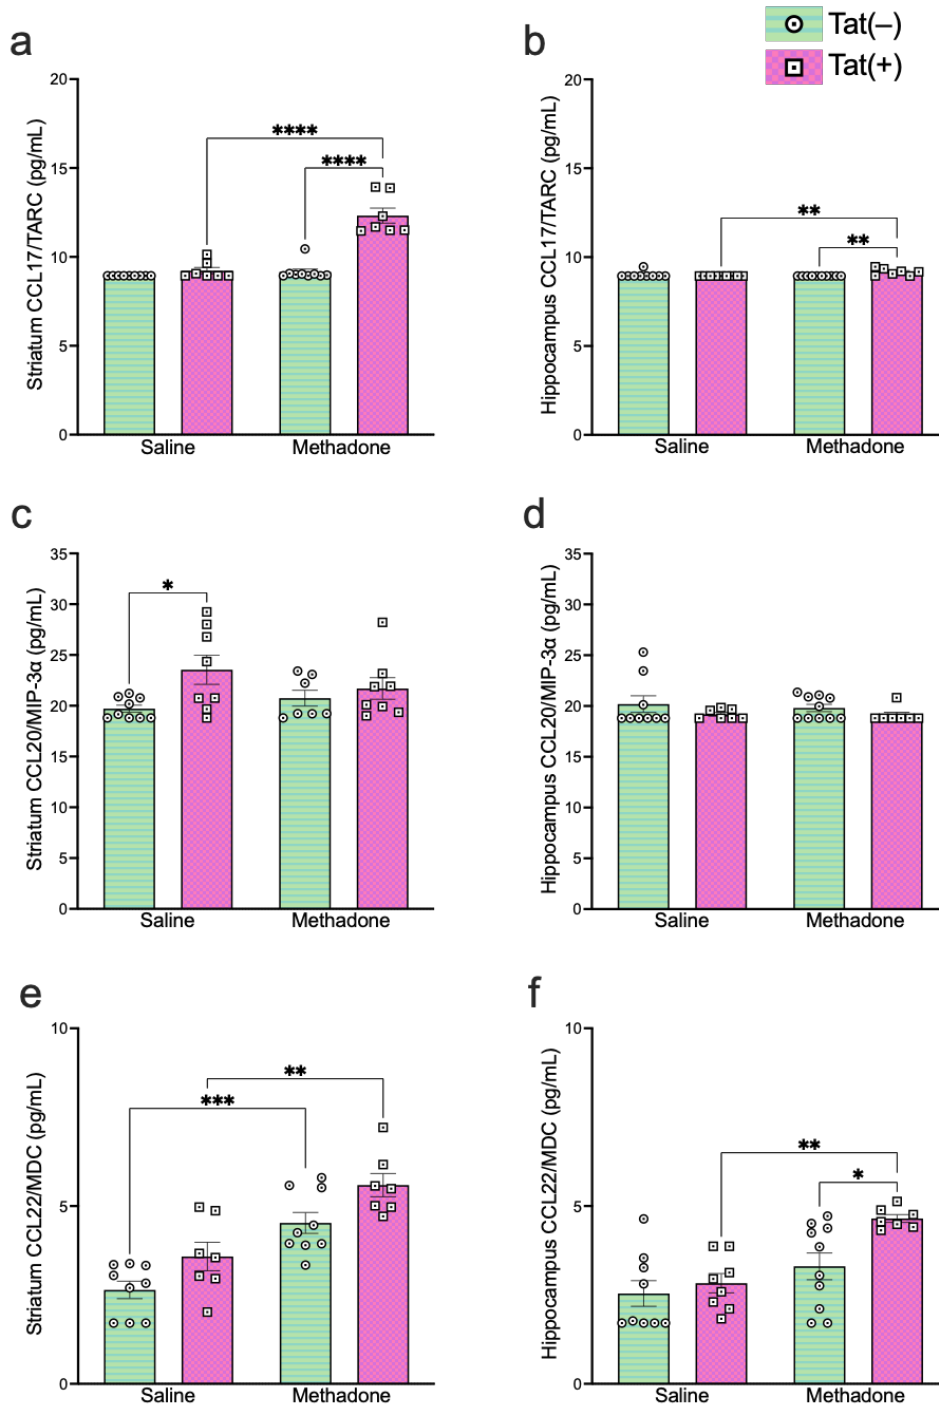 Tat(–)
Tat(+)
a
b
20
15
10
5
0
Striatum CCL17/TARC (pg/mL)
****
****
Saline
Methadone
20
15
10
5
0
Hippocampus CCL17/TARC (pg/mL)
**
**
Saline
Methadone
c
d
35
30
25
20
15
10
5
0
Striatum CCL20/MIP-3α (pg/mL)
*
Saline
Methadone
35
30
25
20
15
10
5
0
Hippocampus CCL20/MIP-3α (pg/mL)
Saline
Methadone
e
f
10
5
0
Striatum CCL22/MDC (pg/mL)
**
***
Saline
Methadone
10
5
0
Hippocampus CCL22/MDC (pg/mL)
**
*
Saline
Methadone